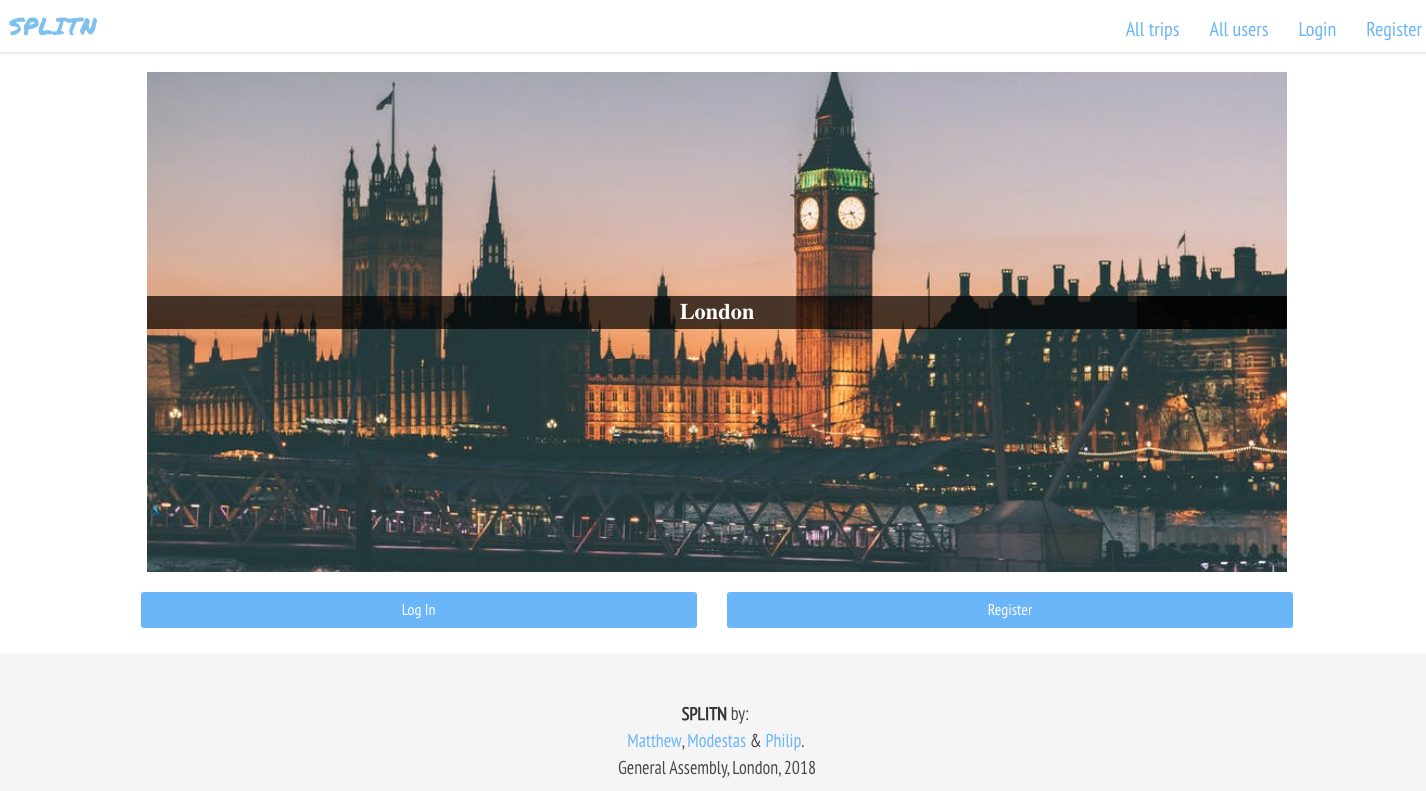 SPLITN
All trips All users Login Register
London
Log In Register
SPLITN by:
Matthew, Modestas & Philip.
General Assembly, London, 2018